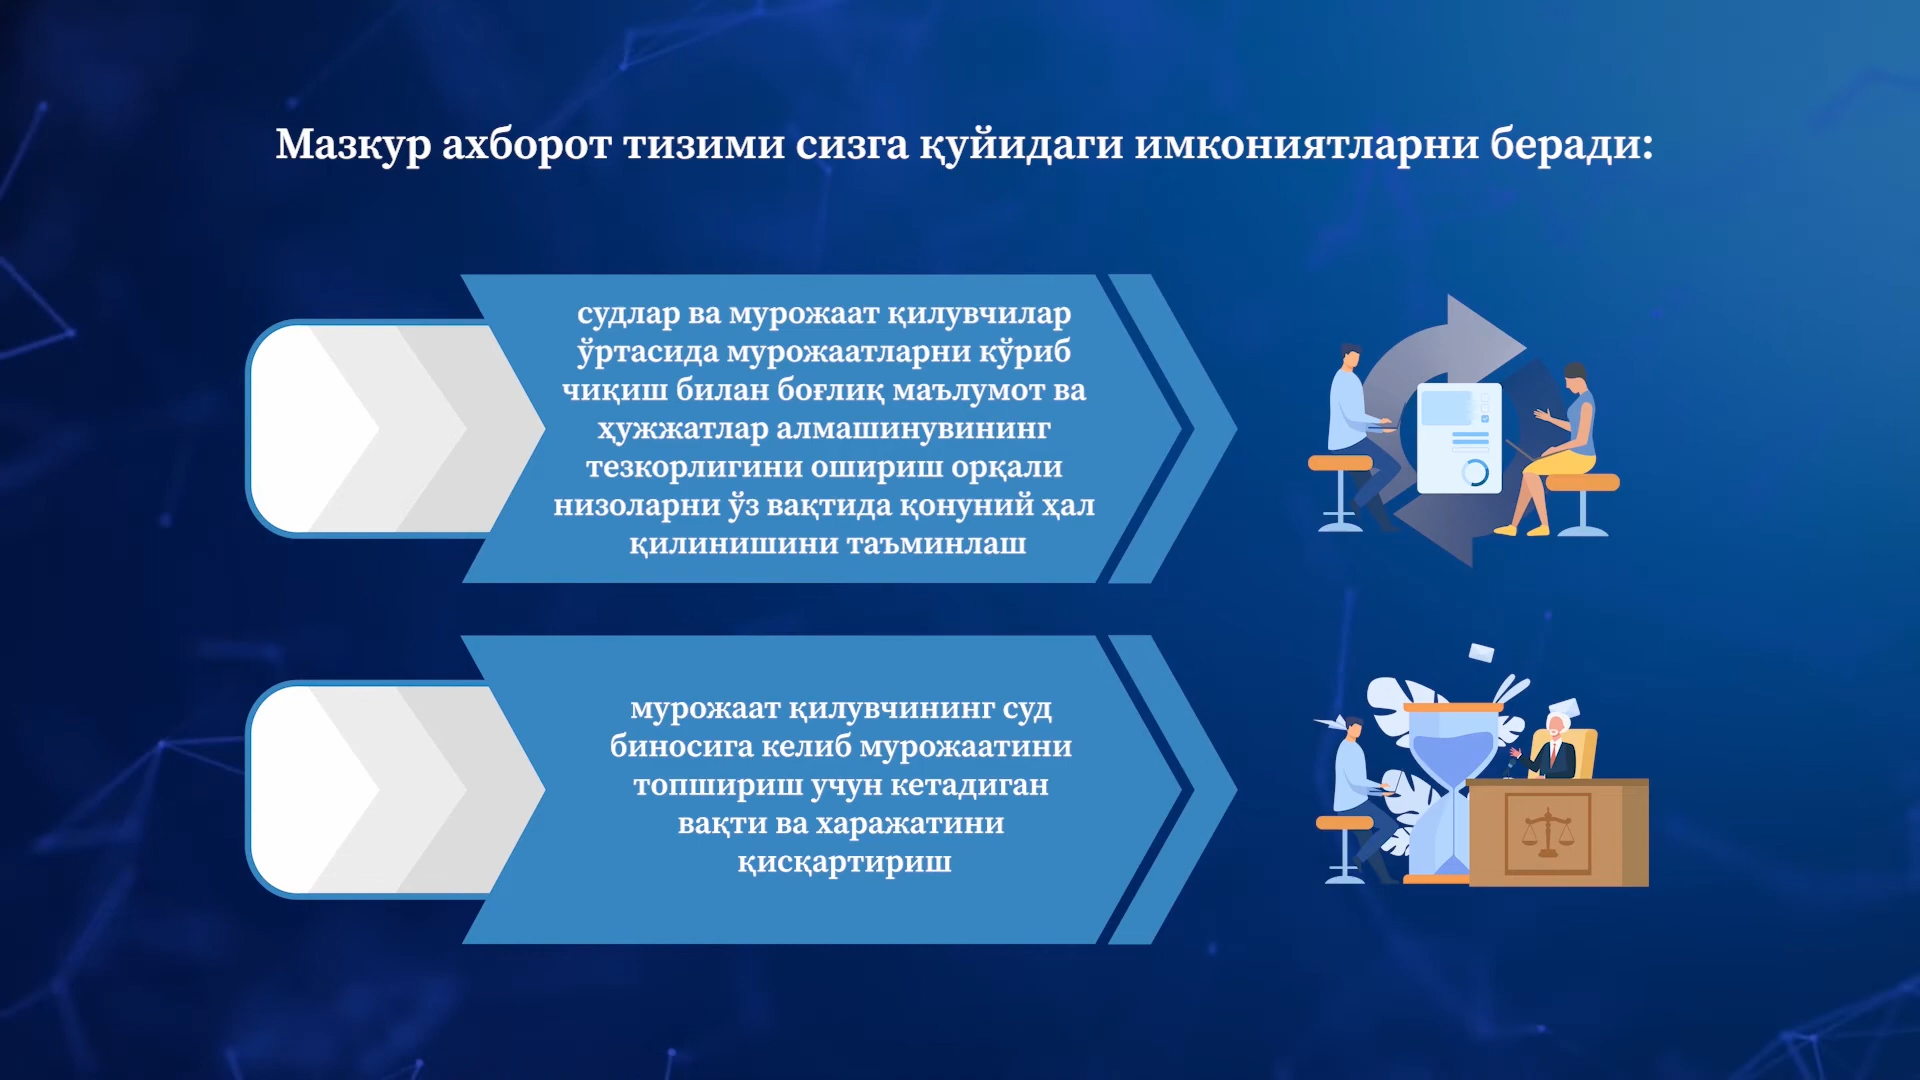 Мазкур ахборот тизими сизга қуйидаги имкониятларни беради:
судлар ва мурожаат қилувчилар
ўртасида мурожаатларни кўриб
чиқиш билан боғлиқ маълумот ва
ҳужжатлар алмашинувининг
тезкорлигини ошириш орқали
низоларни ўз вақтида қонуний ҳал
қилинишини таъминлаш
мурожаат қилувчининг суд
биносига келиб мурожаатини
топшириш учун кетадиган
вақти ва харажатини
қисқартириш